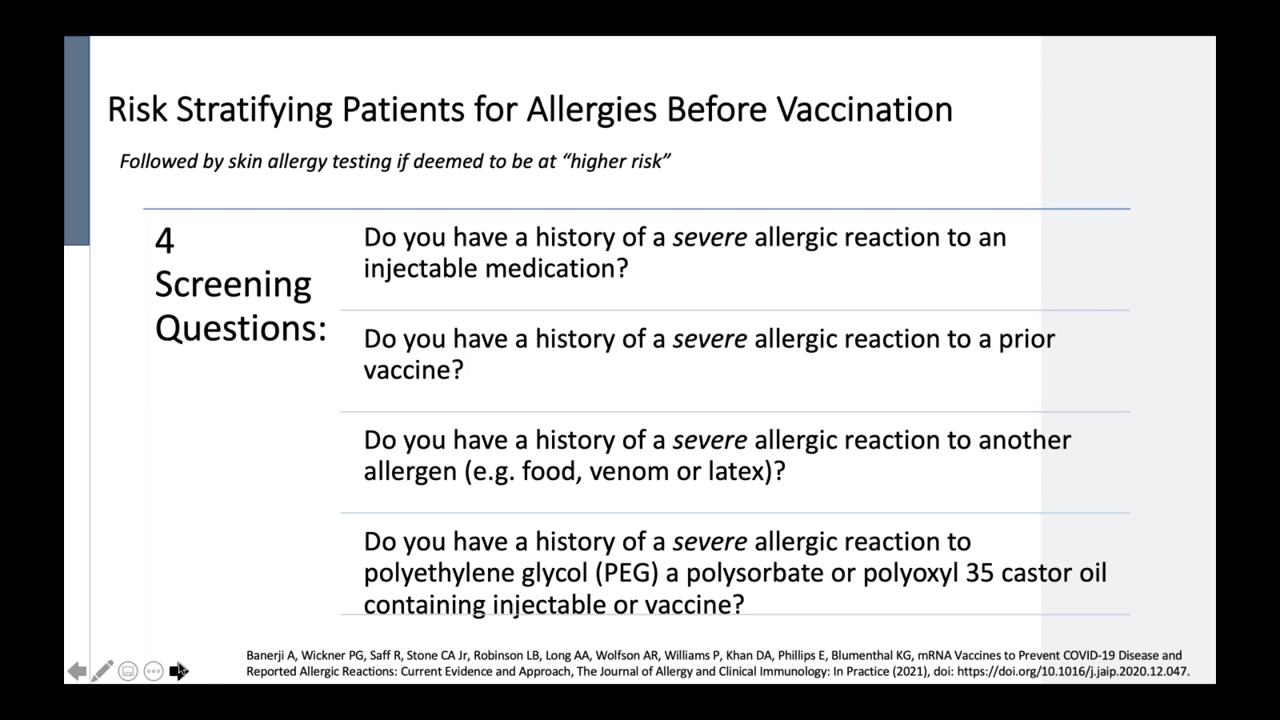 Risk Stratifying Patients for Allergies Before Vaccination
Followed by skin allergy testing if deemed to be at “higher risk”
4
Screening
Questions:
Do you have a history of a severe allergic reaction to an
injectable medication?
Do you have a history of a severe allergic reaction to a prior
vaccine?
Do you have a history of a severe allergic reaction to another
allergen (e.g. food, venom or latex)?
Do you have a history of a severe allergic reaction to
polyethylene glycol (PEG) a polysorbate or polyoxyl 35 castor oil
containing injectable or vaccine?
Banerji A, Wickner PG, Saff R, Stone CA Jr, Robinson LB, Long AA, Wolfson AR, Williams P, Khan DA, Phillips E, Blumenthal KG, mRNA Vaccines to Prevent COVID-19 Disease and
Reported Allergic Reactions: Current Evidence and Approach, The Journal of Allergy and Clinical Immunology: In Practice (2021), doi: https://doi.org/10.1016/j.jaip.2020.12.047.